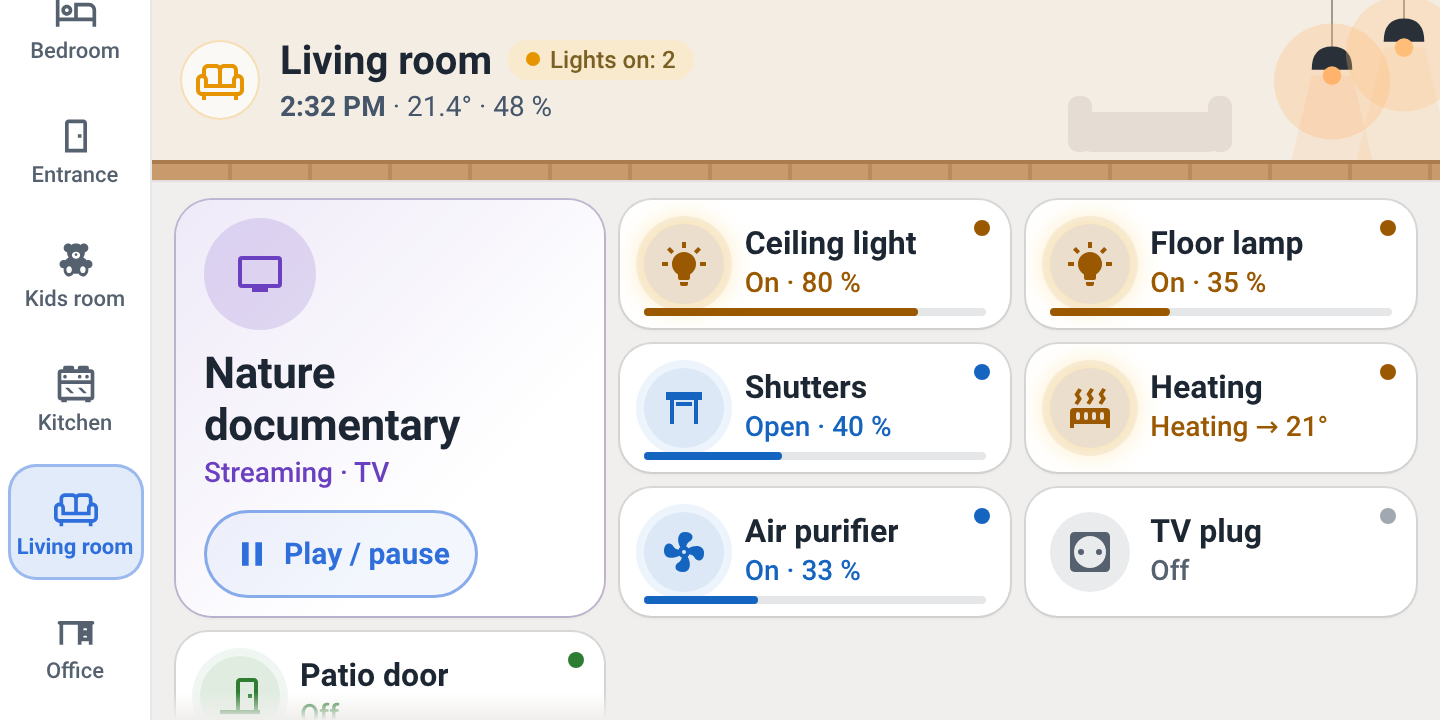 Bedroom
Entrance
Kids room
Kitchen
Living room
Office
Living room
Lights on: 2
2:32 PM · 21.4° · 48 %
Nature
documentary
Streaming · TV
Play / pause
Ceiling light
On · 80 %
Floor lamp
On · 35 %
Shutters
Open · 40 %
Heating
Heating → 21°
Air purifier
On · 33 %
TV plug
Off
Patio door
Off